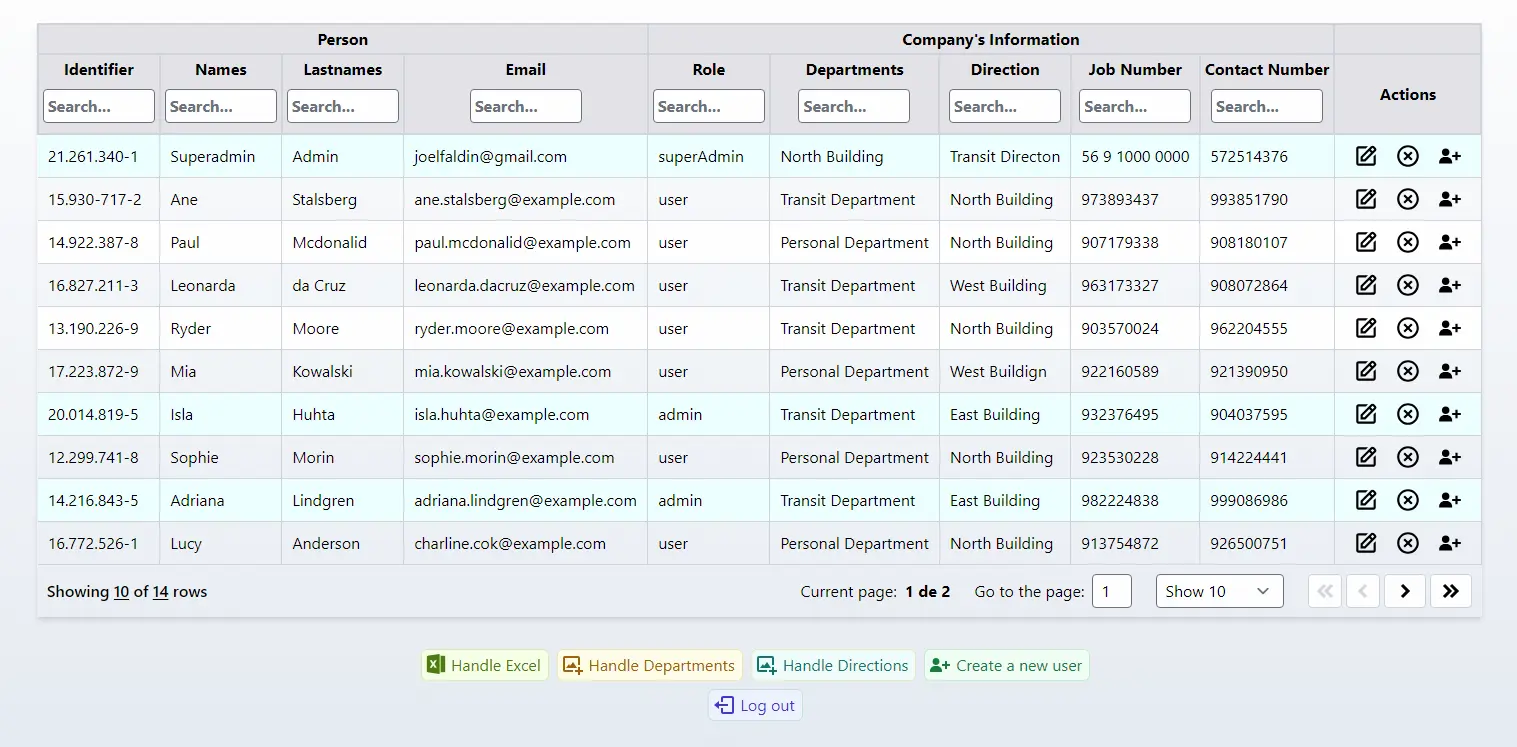 Person Company's Information
Identifier Names Lastnames Email Role Departments Direction Job Number Contact Number Actions
Search... Search... Search... Search... Search... Search... Search... Search... Search...
21.261.340-1 Superadmin Admin joelfaldin@gmail.com superAdmin North Building Transit Directon 56 9 1000 0000 572514376
15.930-717-2 Ane Stalsberg ane.stalsberg@example.com user Transit Department North Building 973893437 993851790
14.922.387-8 Paul Mcdonalid paul.mcdonalid@example.com user Personal Department North Building 907179338 908180107
16.827.211-3 Leonarda da Cruz leonarda.dacruz@example.com user Transit Department West Building 963173327 908072864
13.190.226-9 Ryder Moore ryder.moore@example.com user Transit Department North Building 903570024 962204555
17.223.872-9 Mia Kowalski mia.kowalski@example.com user Personal Department West Buildign 922160589 921390950
20.014.819-5 Isla Huhta isla.huhta@example.com admin Transit Department East Building 932376495 904037595
12.299.741-8 Sophie Morin sophie.morin@example.com user Personal Department North Building 923530228 914224441
14.216.843-5 Adriana Lindgren adriana.lindgren@example.com admin Transit Department East Building 982224838 999086986
16.772.526-1 Lucy Anderson charline.cok@example.com user Personal Department North Building 913754872 926500751
Showing 10 of 14 rows Current page: 1 de 2 Go to the page: 1 Show 10
Handle Excel Handle Departments Handle Directions Create a new user
Log out